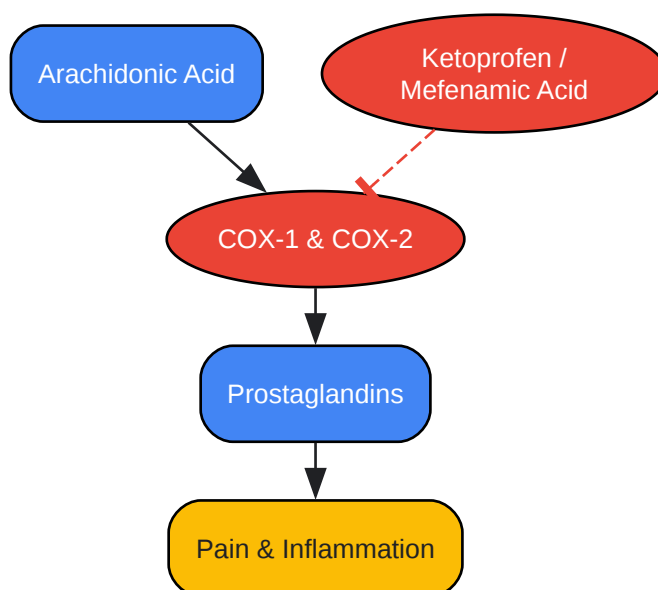 Arachidonic Acid
Ketoprofen /
Mefenamic Acid
COX-1 & COX-2
Prostaglandins
Pain & Inflammation